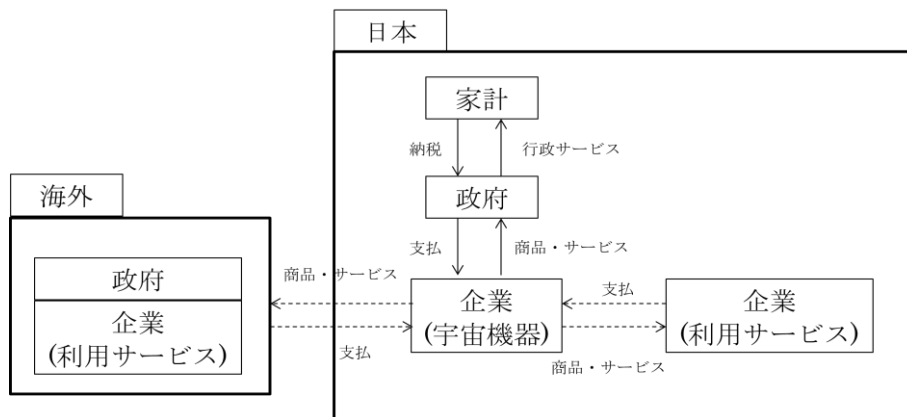 日本
家計
納税
行政サービス
海外
政府
支払
商品・サービス
政府
企業
(利用サービス)
商品・サービス
支払
企業
(宇宙機器)
支払
商品・サービス
企業
(利用サービス)